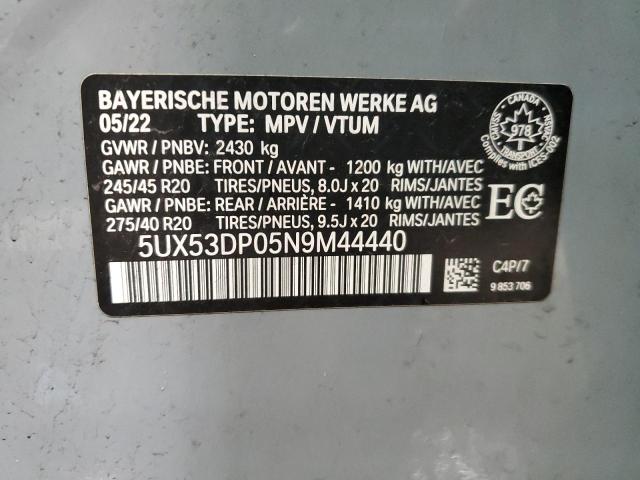 BAYERISCHE MOTOREN WERKE AG
05/22 TYPE: MPV / VTUM
GVWR / PNBV: 2430 kg
GAWR / PNBE: FRONT / AVANT - 1200 kg WITH/AVEC
245/45 R20 TIRES/PNEUS, 8.0J x 20 RIMS/JANTES
GAWR / PNBE: REAR / ARRIÈRE - 1410 kg WITH/AVEC
275/40 R20 TIRES/PNEUS, 9.5J x 20 RIMS/JANTES
5UX53DP05N9M44440
CANADA
978
TRANSPORT
Complies with ICES-002
EC
C4P/7
9 853 706